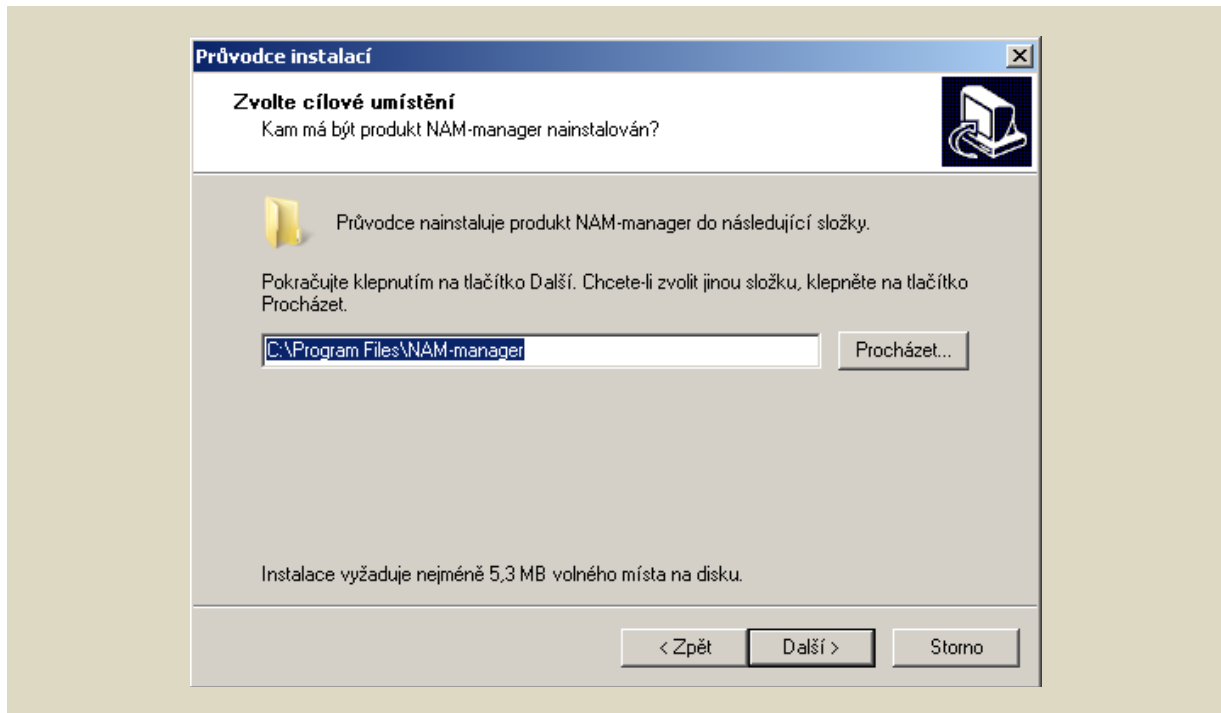 Průvodce instalací
Zvolte cílové umístění
Kam má být produkt NAM-manager nainstalován?
Průvodce nainstaluje produkt NAM-manager do následující složky.
Pokračujte klepnutím na tlačítko Další. Chcete-li zvolit jinou složku, klepněte na tlačítko
Procházet.
C:\Program Files\NAM-manager
Procházet...
Instalace vyžaduje nejméně 5,3 MB volného místa na disku.
< Zpět
Další >
Storno